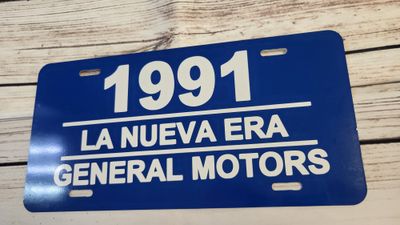 1991
LA NUEVA ERA
GENERAL MOTORS